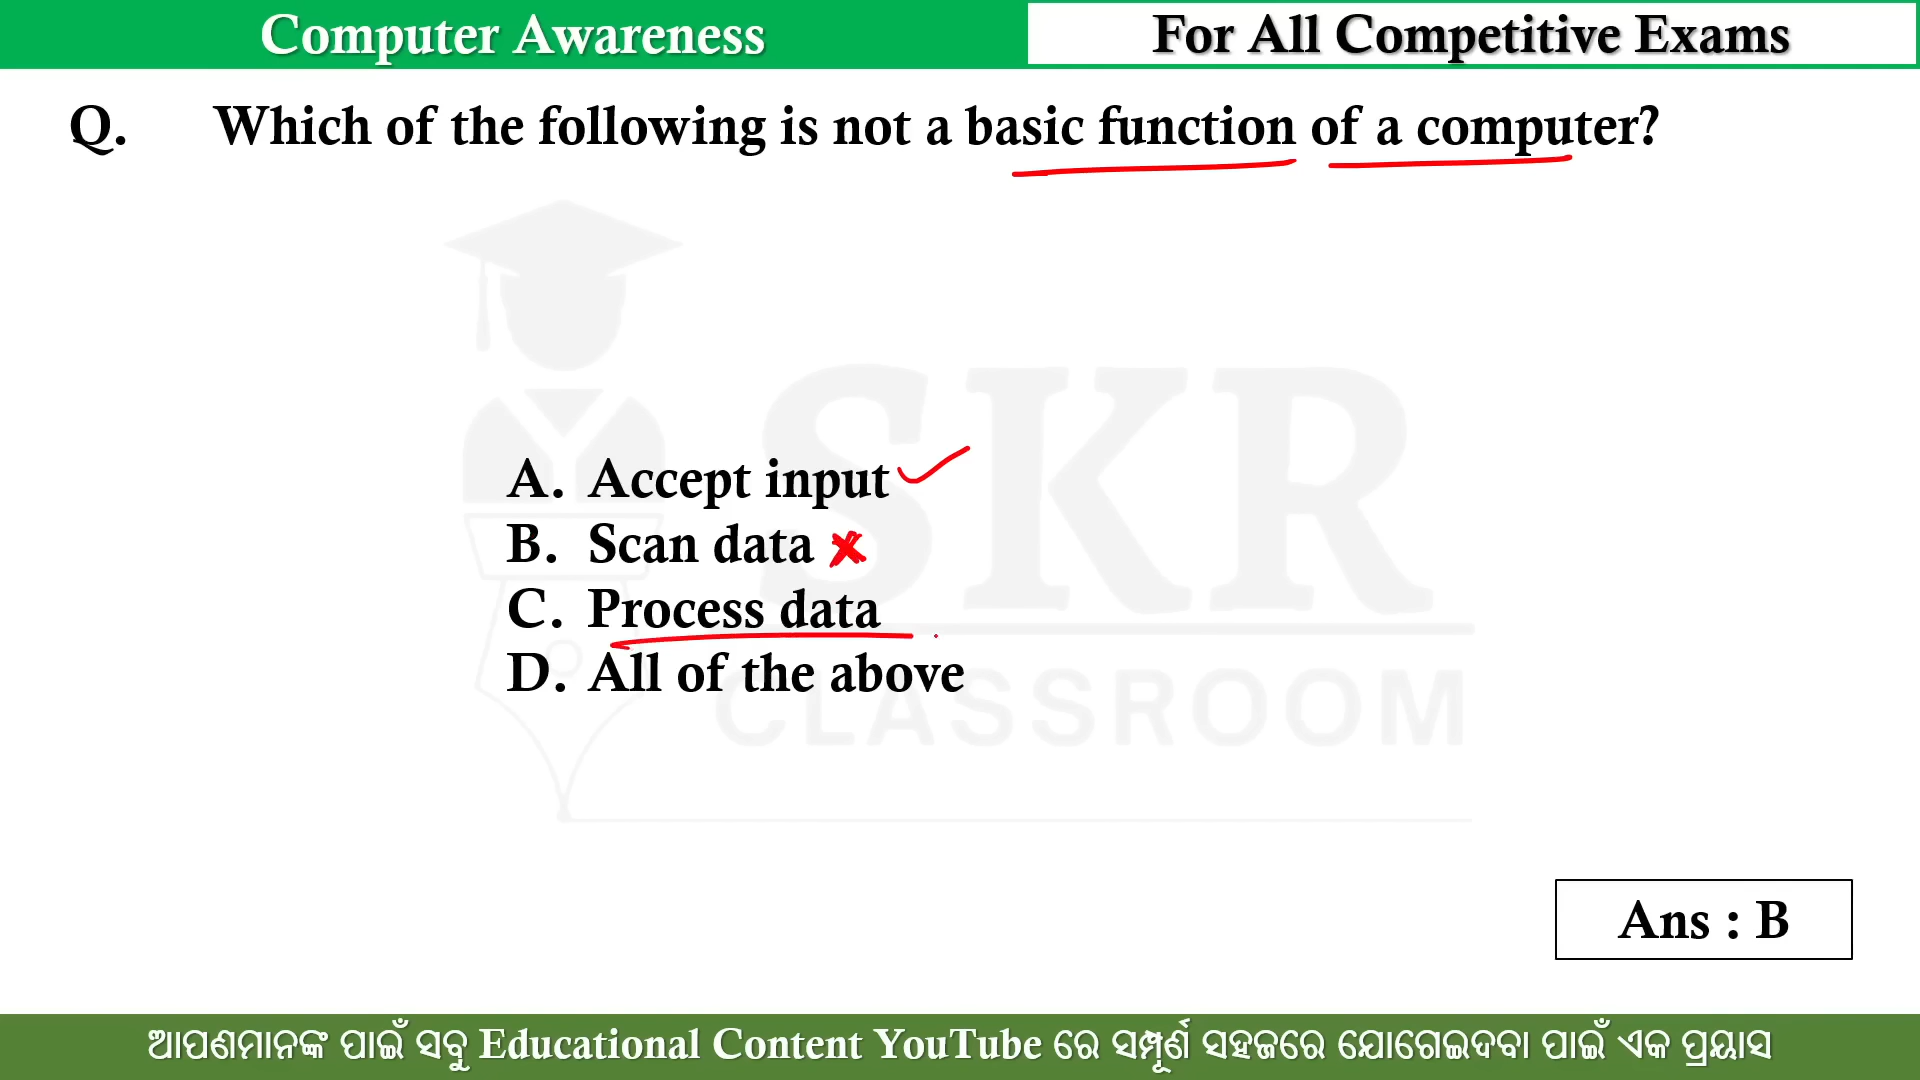 Computer Awareness
For All Competitive Exams
Q. Which of the following is not a basic function of a computer?
A. Accept input
B. Scan data
C. Process data
D. All of the above
SKR
CLASSROOM
Ans : B
ଆପଣମାନଙ୍କ ପାଇଁ ସବୁ Educational Content YouTube ରେ ସମ୍ପୂର୍ଣ ସହଜରେ ଯୋଗେଇଦବା ପାଇଁ ଏକ ପ୍ରୟାସ